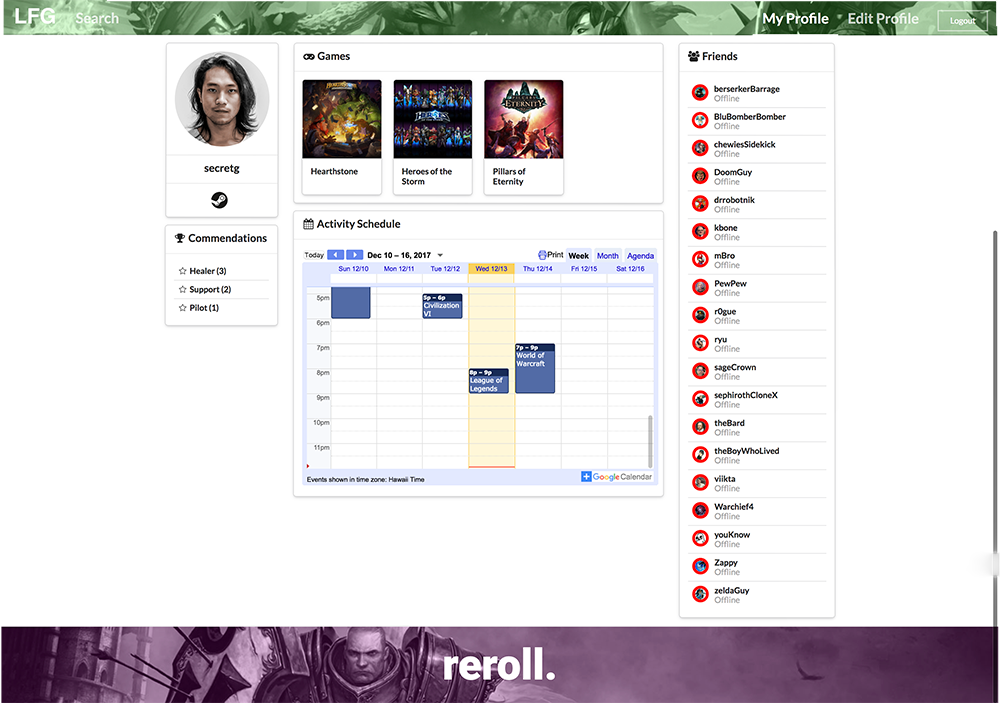 LFG
Search
My Profile
Edit Profile
Logout
secretg
Commendations
Healer (3)
Support (2)
Pilot (1)
Games
HEARTHSTONE
HEROES
PILLARS OF
ETERNITY
Hearthstone
Heroes of the
Storm
Pillars of
Eternity
Activity Schedule
Today
Dec 10 – 16, 2017
Print
Week
Month
Agenda
Sun 12/10
Mon 12/11
Tue 12/12
Wed 12/13
Thu 12/14
Fri 12/15
Sat 12/16
5pm
6pm
7pm
8pm
9pm
10pm
11pm
5p – 6p
Civilization
VI
8p – 9p
League of
Legends
7p – 9p
World of
Warcraft
Events shown in time zone: Hawaii Time
Google Calendar
Friends
berserkerBarrage
Offline
BluBomberBomber
Offline
chewiesSidekick
Offline
DoomGuy
Offline
drrobotnik
Offline
kbone
Offline
mBro
Offline
PewPew
Offline
r0gue
Offline
ryu
Offline
sageCrown
Offline
sephirothCloneX
Offline
theBard
Offline
theBoyWhoLived
Offline
viikta
Offline
Warchief4
Offline
youKnow
Offline
Zappy
Offline
zeldaGuy
Offline
reroll.